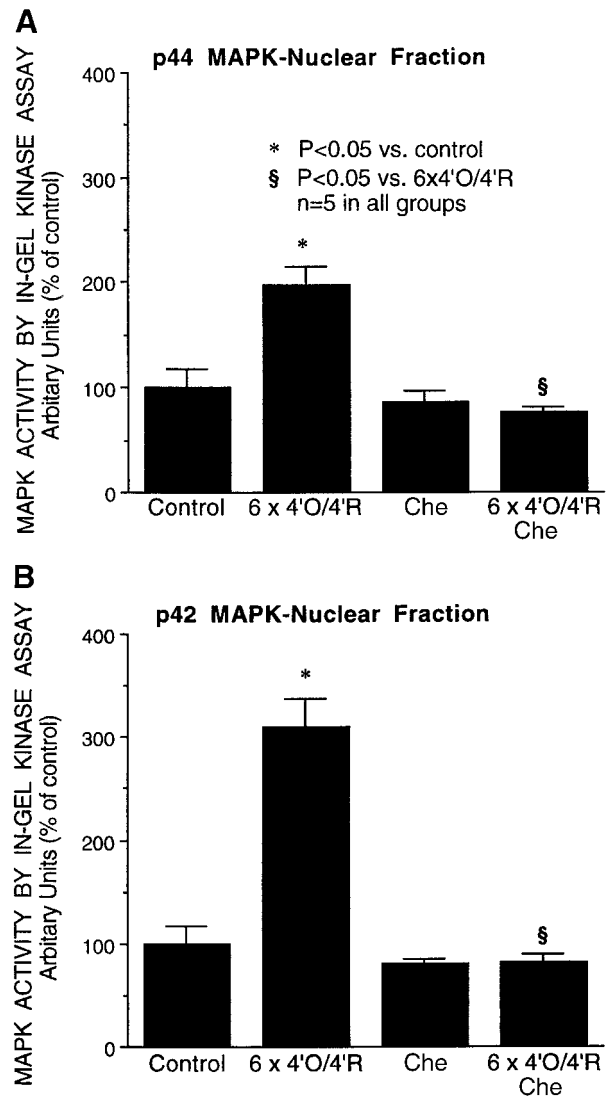 A
p44 MAPK-Nuclear Fraction
MAPK ACTIVITY BY IN-GEL KINASE ASSAY
Arbitary Units (% of control)
400
300
200
100
0
* P<0.05 vs. control
§ P<0.05 vs. 6x4'O/4'R
n=5 in all groups
*
§
Control
6 x 4'O/4'R
Che
6 x 4'O/4'R
Che
B
p42 MAPK-Nuclear Fraction
MAPK ACTIVITY BY IN-GEL KINASE ASSAY
Arbitary Units (% of control)
400
300
200
100
0
*
§
Control
6 x 4'O/4'R
Che
6 x 4'O/4'R
Che